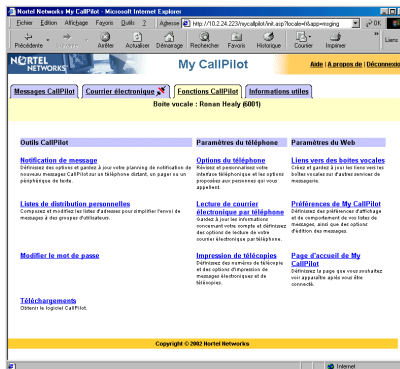 Nortel Networks My CallPilot - Microsoft Internet Explorer
Fichier Edition Affichage Favoris Outils ? Adresse http://10.2.24.223/mycallpilot/init.asp?locale=fr&app=msging OK
Précédente Suivante Arrêter Actualiser Démarrage Rechercher Favoris Historique Courrier Imprimer Liens
NORTEL NETWORKS My CallPilot Aide | A propos de | Déconnexio
Messages CallPilot Courrier électronique Fonctions CallPilot Informations utiles
Boîte vocale : Ronan Healy (6001)
Outils CallPilot Paramètres du téléphone Paramètres du Web
Notification de message
Définissez des options et gardez à jour votre planning de notification de
nouveaux messages CallPilot sur un téléphone distant, un pager ou un
périphérique de texte.
Options du téléphone
Révisez et personnalisez votre
interface téléphonique et les options
proposées aux personnes qui vous
appellent.
Liens vers des boîtes vocales
Créez et gardez à jour les liens vers les
boîtes vocales sur d'autres services de
messagerie.
Listes de distribution personnelles
Composez et modifiez les listes d'adresses pour simplifier l'envoi de
messages à des groupes d'utilisateurs.
Lecture de courrier
électronique par téléphone
Gardez à jour les informations
concernant votre compte et définissez
des options de lecture de votre
courrier électronique par téléphone.
Préférences de My CallPilot
Définissez des préférences d'affichage
et de comportement de vos listes de
messages, ainsi que des options
d'édition des messages.
Modifier le mot de passe
Impression de télécopies
Définissez des numéros de télécopie
et des options d'impression de
messages électroniques et de
télécopies.
Page d'accueil de My
CallPilot
Définissez la page que vous souhaitez
voir apparaître après vous être
connecté.
Téléchargements
Obtenir le logiciel CallPilot.
Copyright © 2002 Nortel Networks
Internet